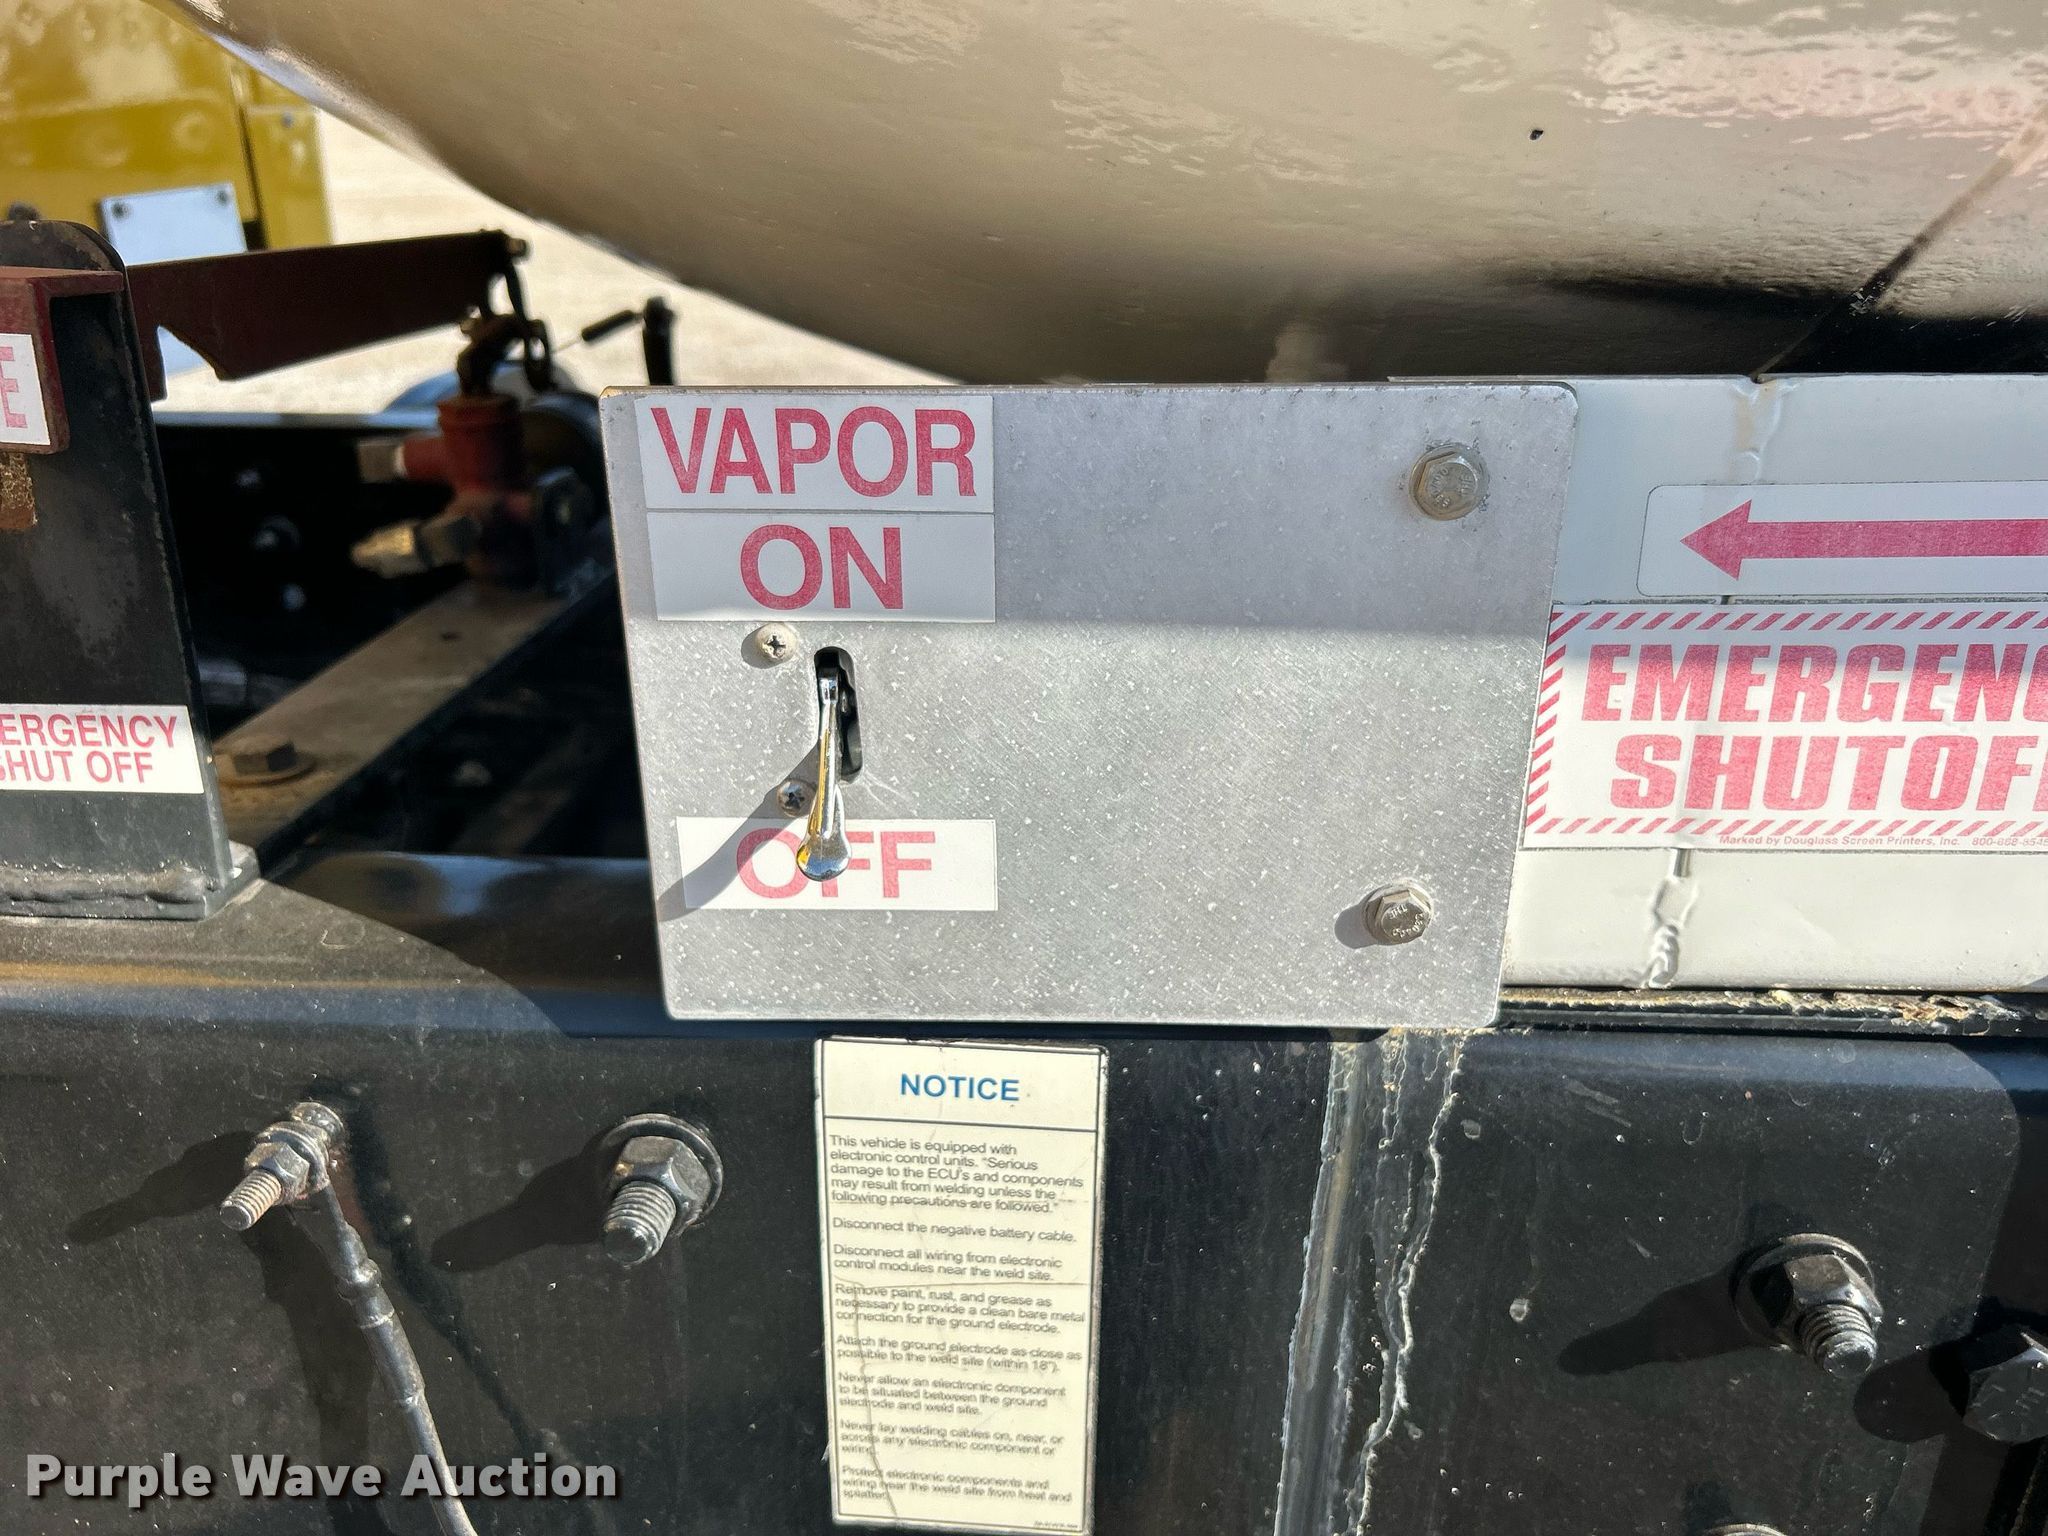 E
ERGENCY
SHUT OFF
VAPOR
ON
OFF
EMERGENC
SHUTOF
Marked by Douglass Screen Printers, Inc. 800-888-
NOTICE
This vehicle is equipped with
electronic control units. "Serious
damage to the ECU's and components
may result from welding unless the
following precautions are followed."
Disconnect the negative battery cable.
Disconnect all wiring from electronic
control modules near the weld site.
Remove paint, rust, and grease as
necessary to provide a clean bare metal
connection for the ground electrode.
Attach the ground electrode as close as
possible to the weld site (within 18").
Never allow an electronic component
to be situated between the ground
electrode and weld site.
Never lay welding cables on, near, or
across any electronic component or
wiring.
Protect electronic components and
wiring near the weld site from heat and
splatter.
Purple Wave Auction